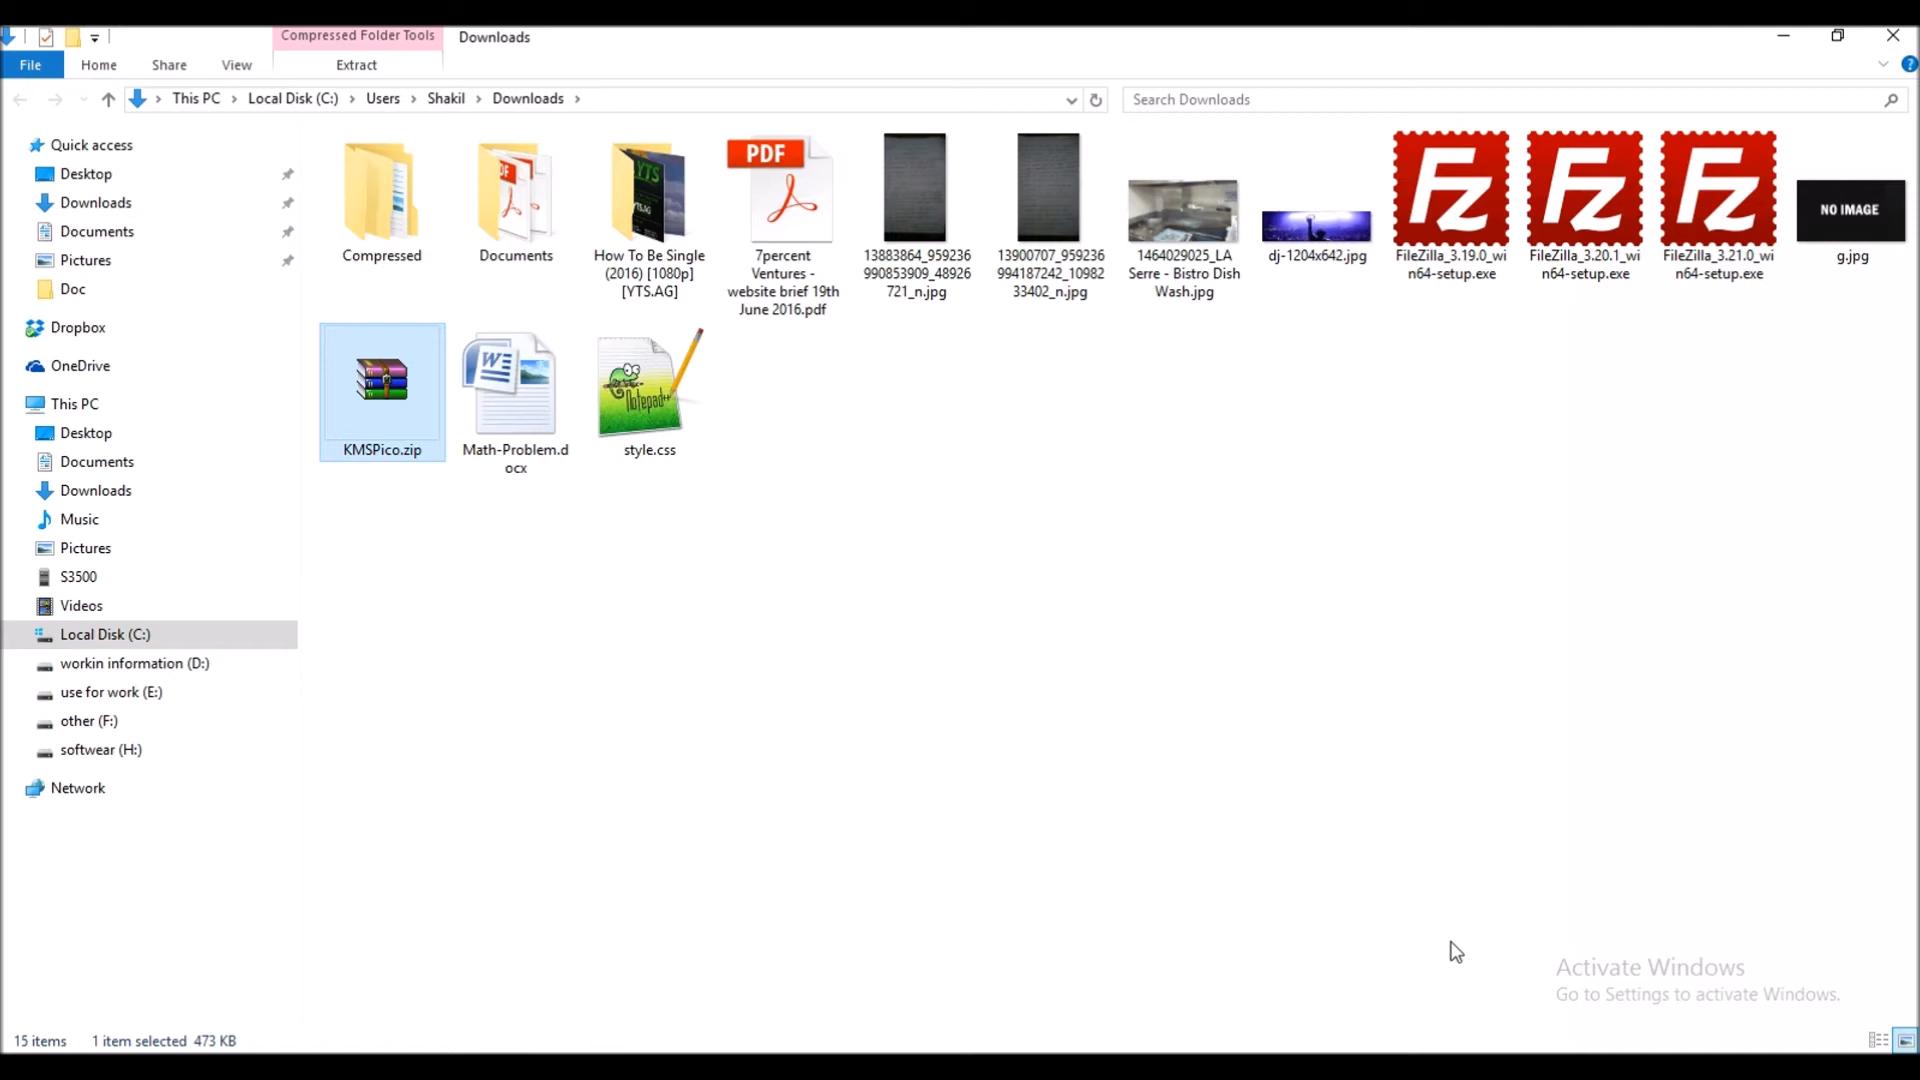 Compressed Folder Tools
Downloads
File
Home
Share
View
Extract
This PC
Local Disk (C:)
Users
Shakil
Downloads
Search Downloads
Quick access
Desktop
Downloads
Documents
Pictures
Doc
Dropbox
OneDrive
This PC
Desktop
Documents
Downloads
Music
Pictures
S3500
Videos
Local Disk (C:)
workin information (D:)
use for work (E:)
other (F:)
softwear (H:)
Network
Compressed
Documents
YTS
How To Be Single
(2016) [1080p]
[YTS.AG]
PDF
7percent
Ventures -
website brief 19th
June 2016.pdf
13883864_959236
990853909_48926
721_n.jpg
13900707_959236
994187242_10982
33402_n.jpg
1464029025_LA
Serre - Bistro Dish
Wash.jpg
dj-1204x642.jpg
Fz
FileZilla_3.19.0_wi
n64-setup.exe
Fz
FileZilla_3.20.1_wi
n64-setup.exe
Fz
FileZilla_3.21.0_wi
n64-setup.exe
NO IMAGE
g.jpg
KMSPico.zip
W
Math-Problem.d
ocx
Notepad++
style.css
Activate Windows
Go to Settings to activate Windows.
15 items
1 item selected 473 KB